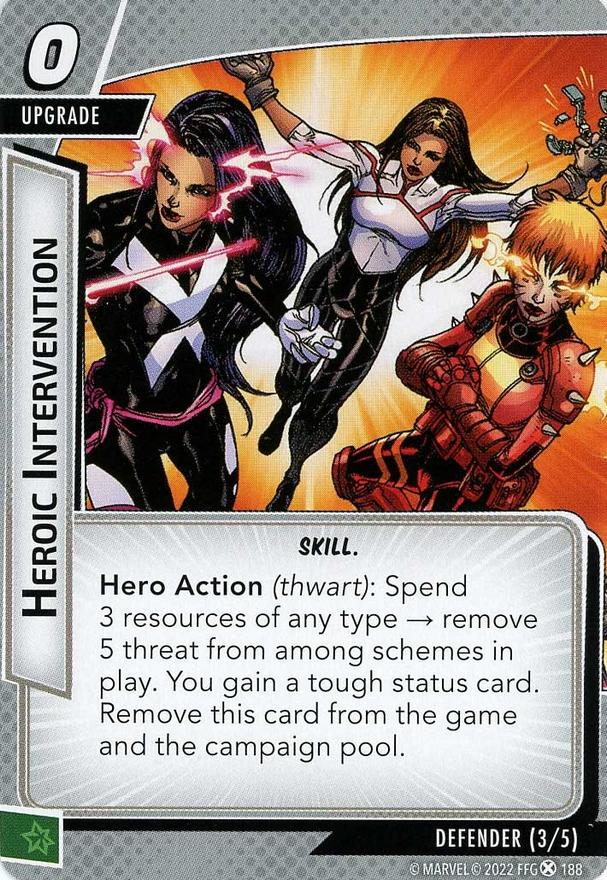 0
UPGRADE
HEROIC INTERVENTION
SKILL.
Hero Action (thwart): Spend
3 resources of any type → remove
5 threat from among schemes in
play. You gain a tough status card.
Remove this card from the game
and the campaign pool.
DEFENDER (3/5)
© MARVEL © 2022 FFG 188